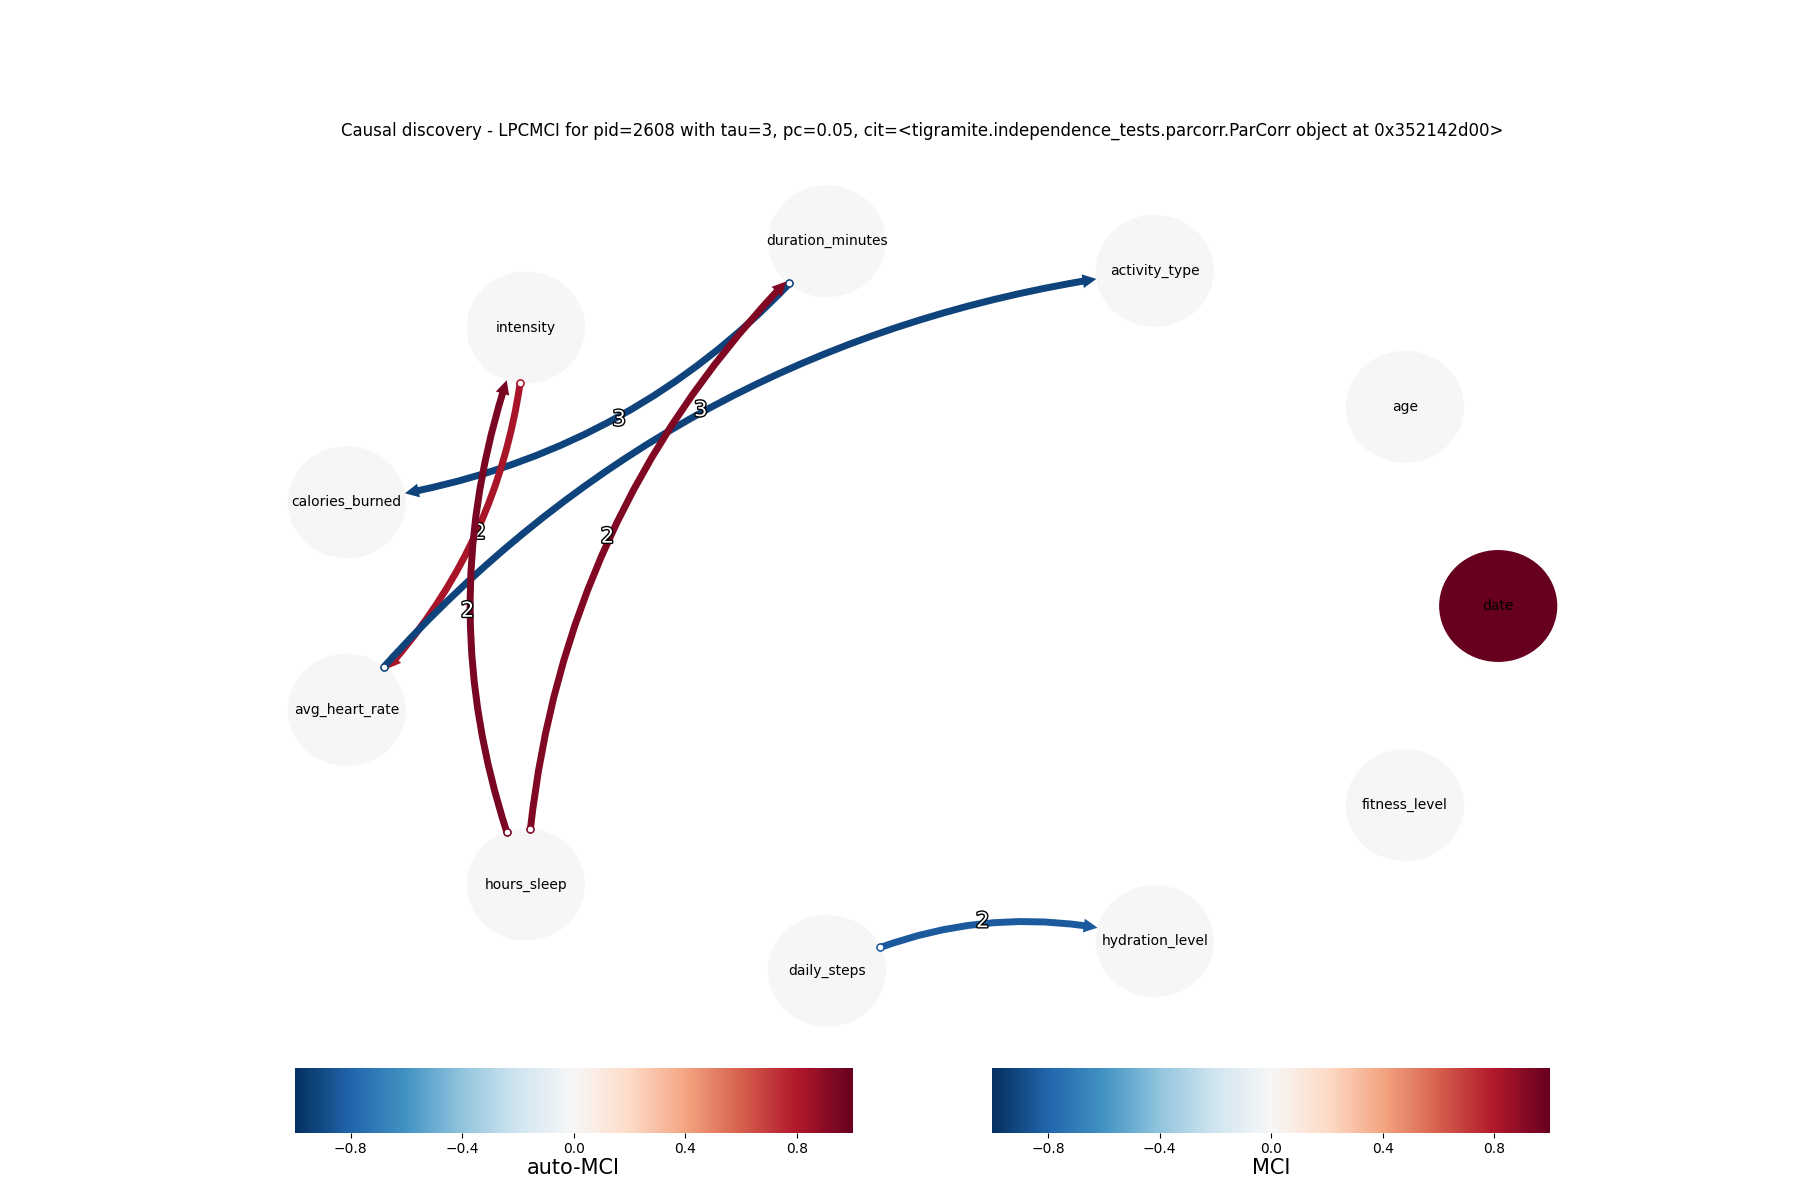 Causal discovery - LPCMCI for pid=2608 with tau=3, pc=0.05, cit=<tigramite.independence_tests.parcorr.ParCorr object at 0x352142d00>
duration_minutes
activity_type
intensity
age
3
3
calories_burned
2
2
date
2
avg_heart_rate
fitness_level
hours_sleep
2
hydration_level
daily_steps
−0.8 −0.4 0.0 0.4 0.8
auto-MCI
−0.8 −0.4 0.0 0.4 0.8
MCI